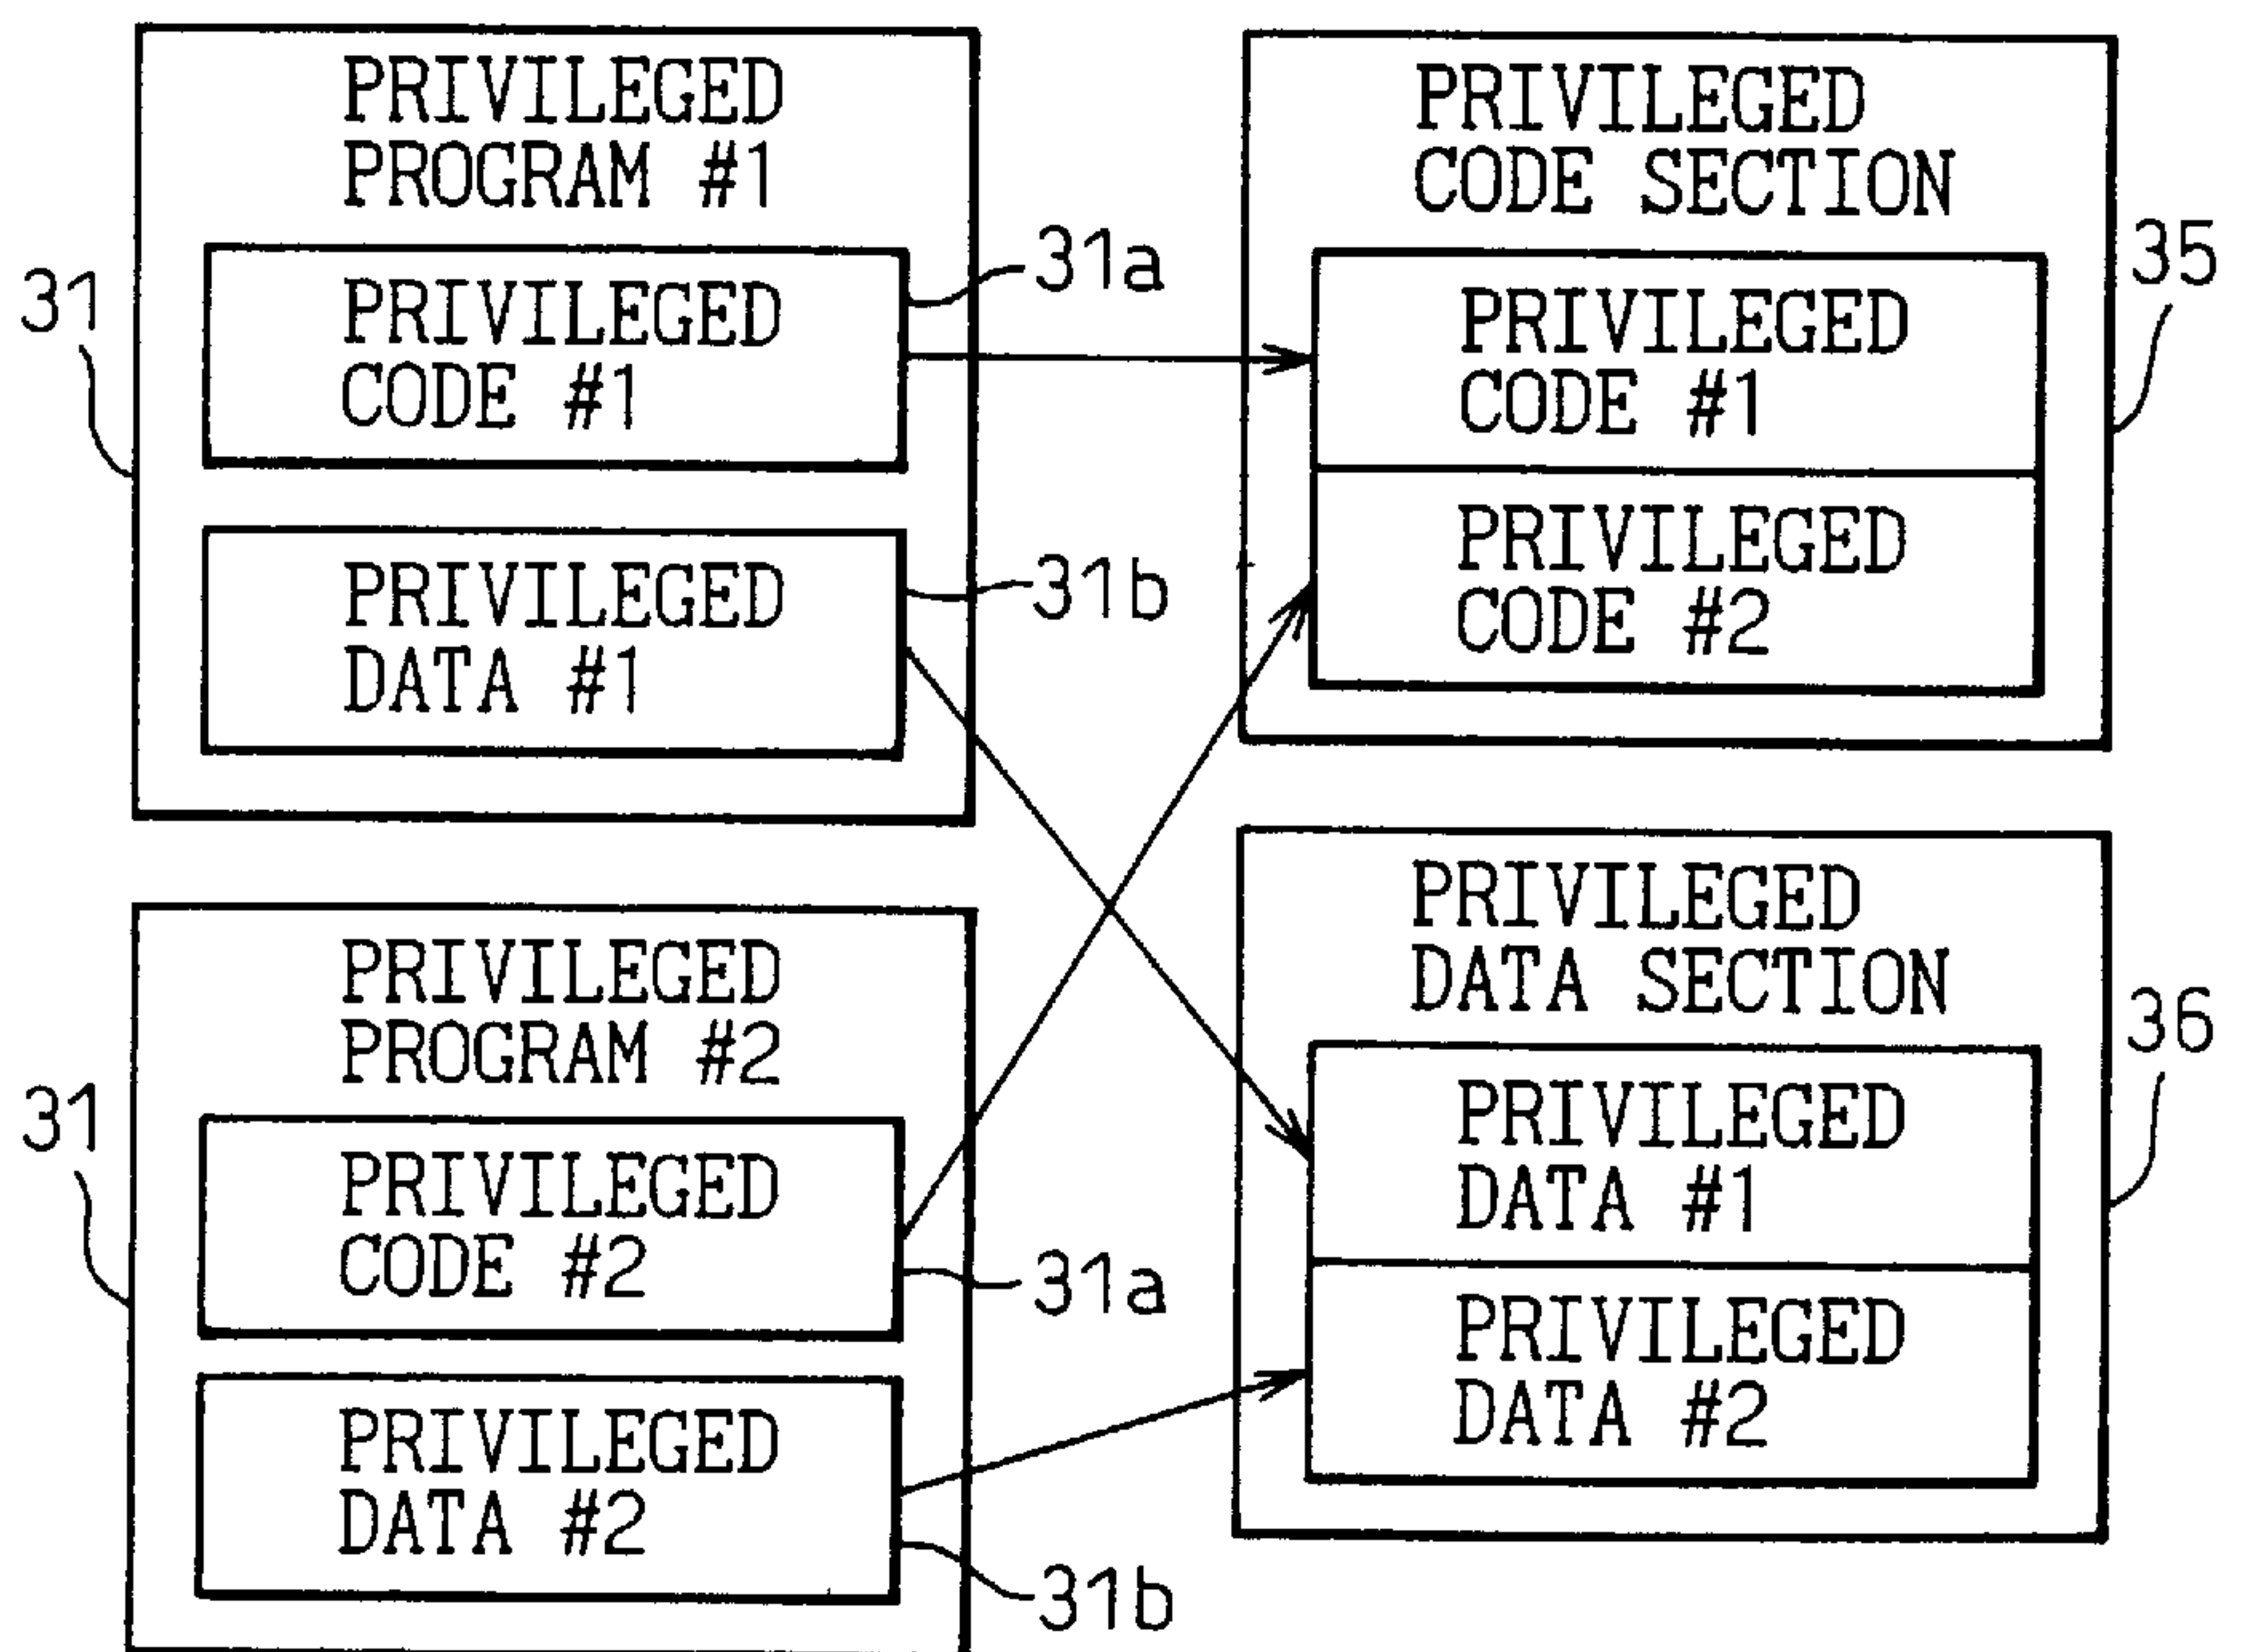 PRIVILEGED
PROGRAM #1
31
PRIVILEGED
CODE #1
31a
PRIVILEGED
DATA #1
31b
PRIVILEGED
PROGRAM #2
31
PRIVILEGED
CODE #2
31a
PRIVILEGED
DATA #2
31b
PRIVILEGED
CODE SECTION
35
PRIVILEGED
CODE #1
PRIVILEGED
CODE #2
PRIVILEGED
DATA SECTION
36
PRIVILEGED
DATA #1
PRIVILEGED
DATA #2